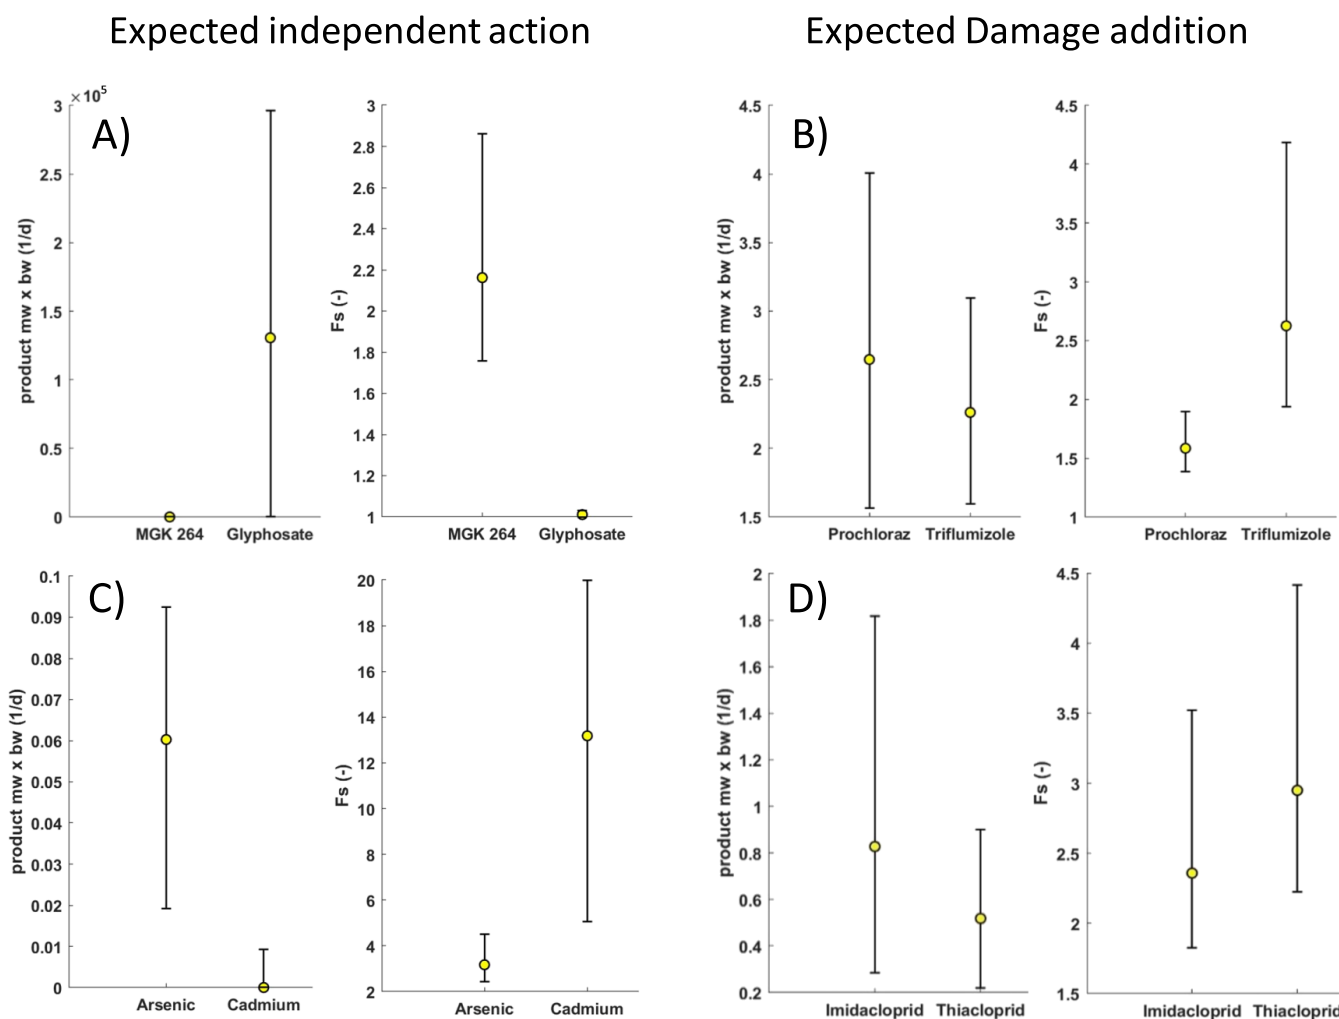 Expected independent action
Expected Damage addition
A)
×10⁵
3
2.5
2
1.5
1
0.5
0
product mw x bw (1/d)
MGK 264
Glyphosate
3
2.8
2.6
2.4
2.2
2
1.8
1.6
1.4
1.2
1
Fs (-)
MGK 264
Glyphosate
B)
4.5
4
3.5
3
2.5
2
1.5
product mw x bw (1/d)
Prochloraz
Triflumizole
4.5
4
3.5
3
2.5
2
1.5
1
Fs (-)
Prochloraz
Triflumizole
C)
0.1
0.09
0.08
0.07
0.06
0.05
0.04
0.03
0.02
0.01
0
product mw x bw (1/d)
Arsenic
Cadmium
20
18
16
14
12
10
8
6
4
2
Fs (-)
Arsenic
Cadmium
D)
2
1.8
1.6
1.4
1.2
1
0.8
0.6
0.4
0.2
product mw x bw (1/d)
Imidacloprid
Thiacloprid
4.5
4
3.5
3
2.5
2
1.5
Fs (-)
Imidacloprid
Thiacloprid